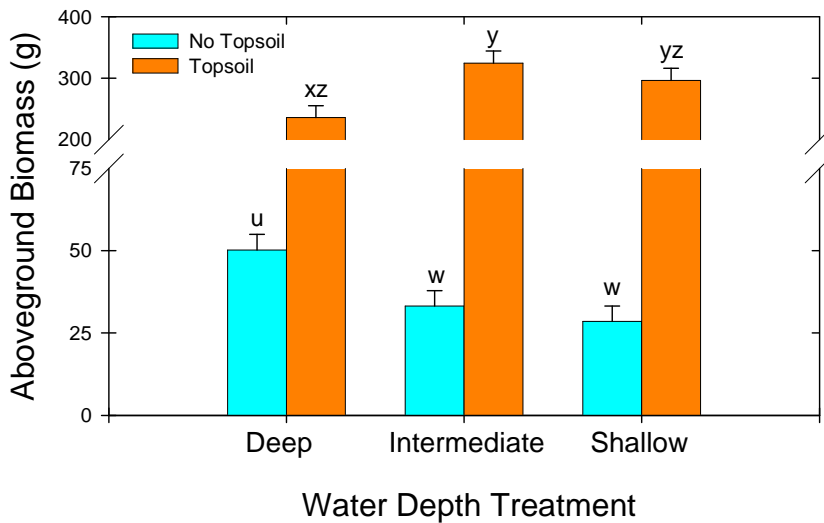 400
No Topsoil
Topsoil
y
yz
xz
300
200
75
u
50
w
w
25
0
Deep Intermediate Shallow
Aboveground Biomass (g)
Water Depth Treatment